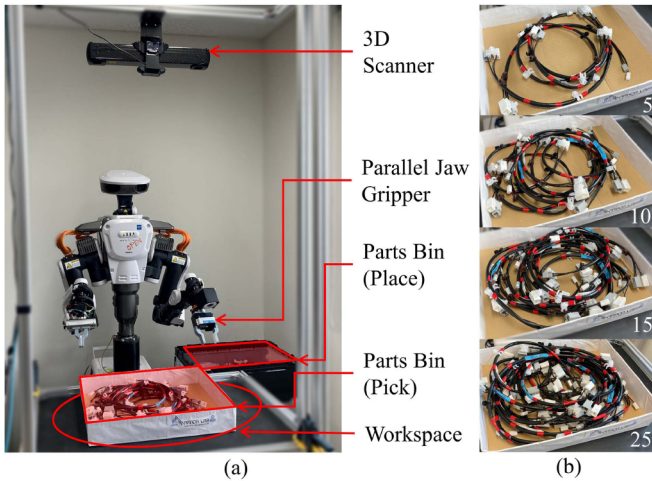 3D
Scanner
Parallel Jaw
Gripper
Parts Bin
(Place)
Parts Bin
(Pick)
Workspace
(a)
5
10
15
25
(b)